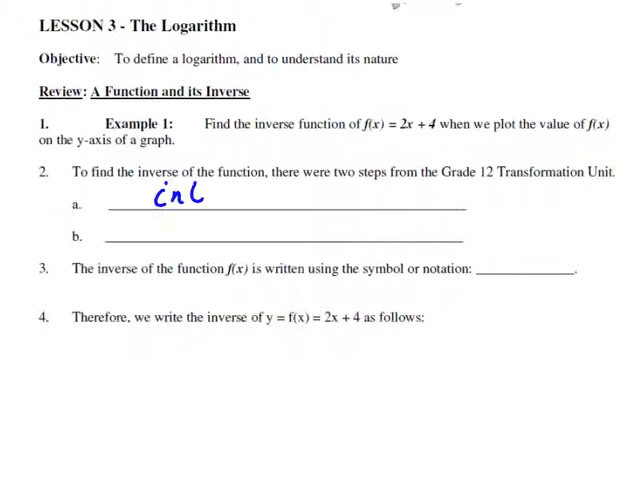 LESSON 3 - The Logarithm
Objective: To define a logarithm, and to understand its nature
Review: A Function and its Inverse
1. Example 1: Find the inverse function of f(x) = 2x + 4 when we plot the value of f(x)
on the y-axis of a graph.
2. To find the inverse of the function, there were two steps from the Grade 12 Transformation Unit.
a. in
b.
3. The inverse of the function f(x) is written using the symbol or notation: ____________.
4. Therefore, we write the inverse of y = f(x) = 2x + 4 as follows: